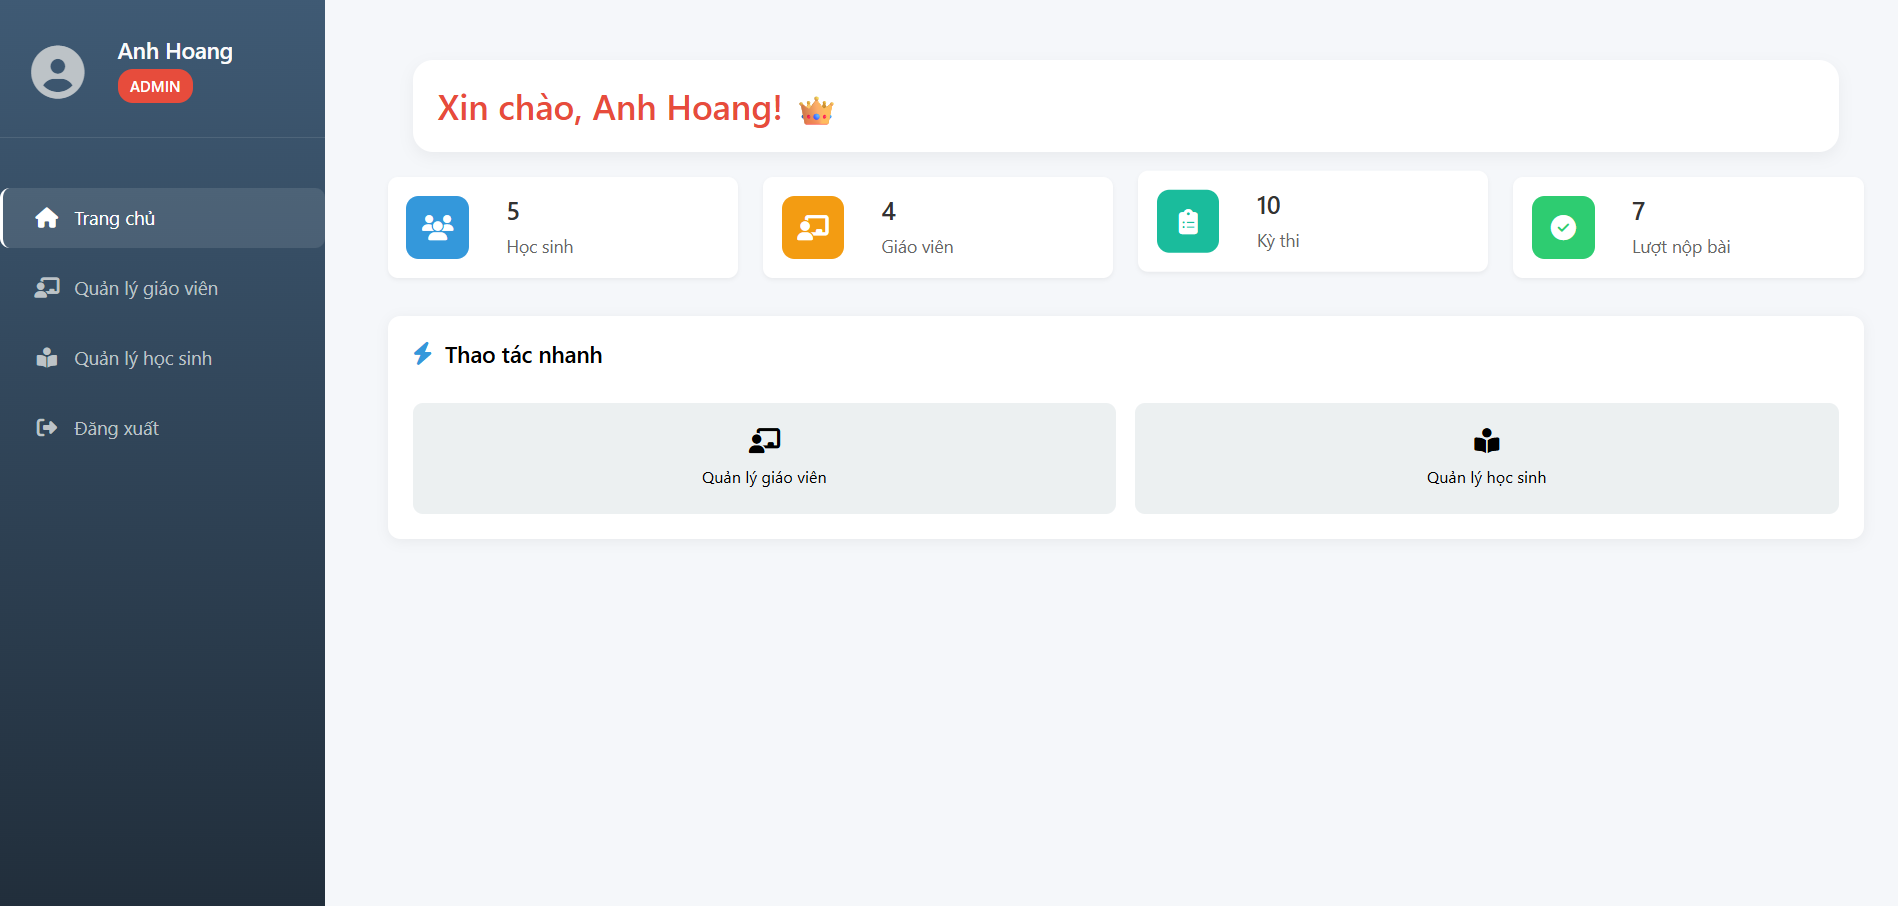 Anh Hoang
ADMIN
Trang chủ
Quản lý giáo viên
Quản lý học sinh
Đăng xuất
Xin chào, Anh Hoang! 👑
5
Học sinh
4
Giáo viên
10
Kỳ thi
7
Lượt nộp bài
Thao tác nhanh
Quản lý giáo viên
Quản lý học sinh